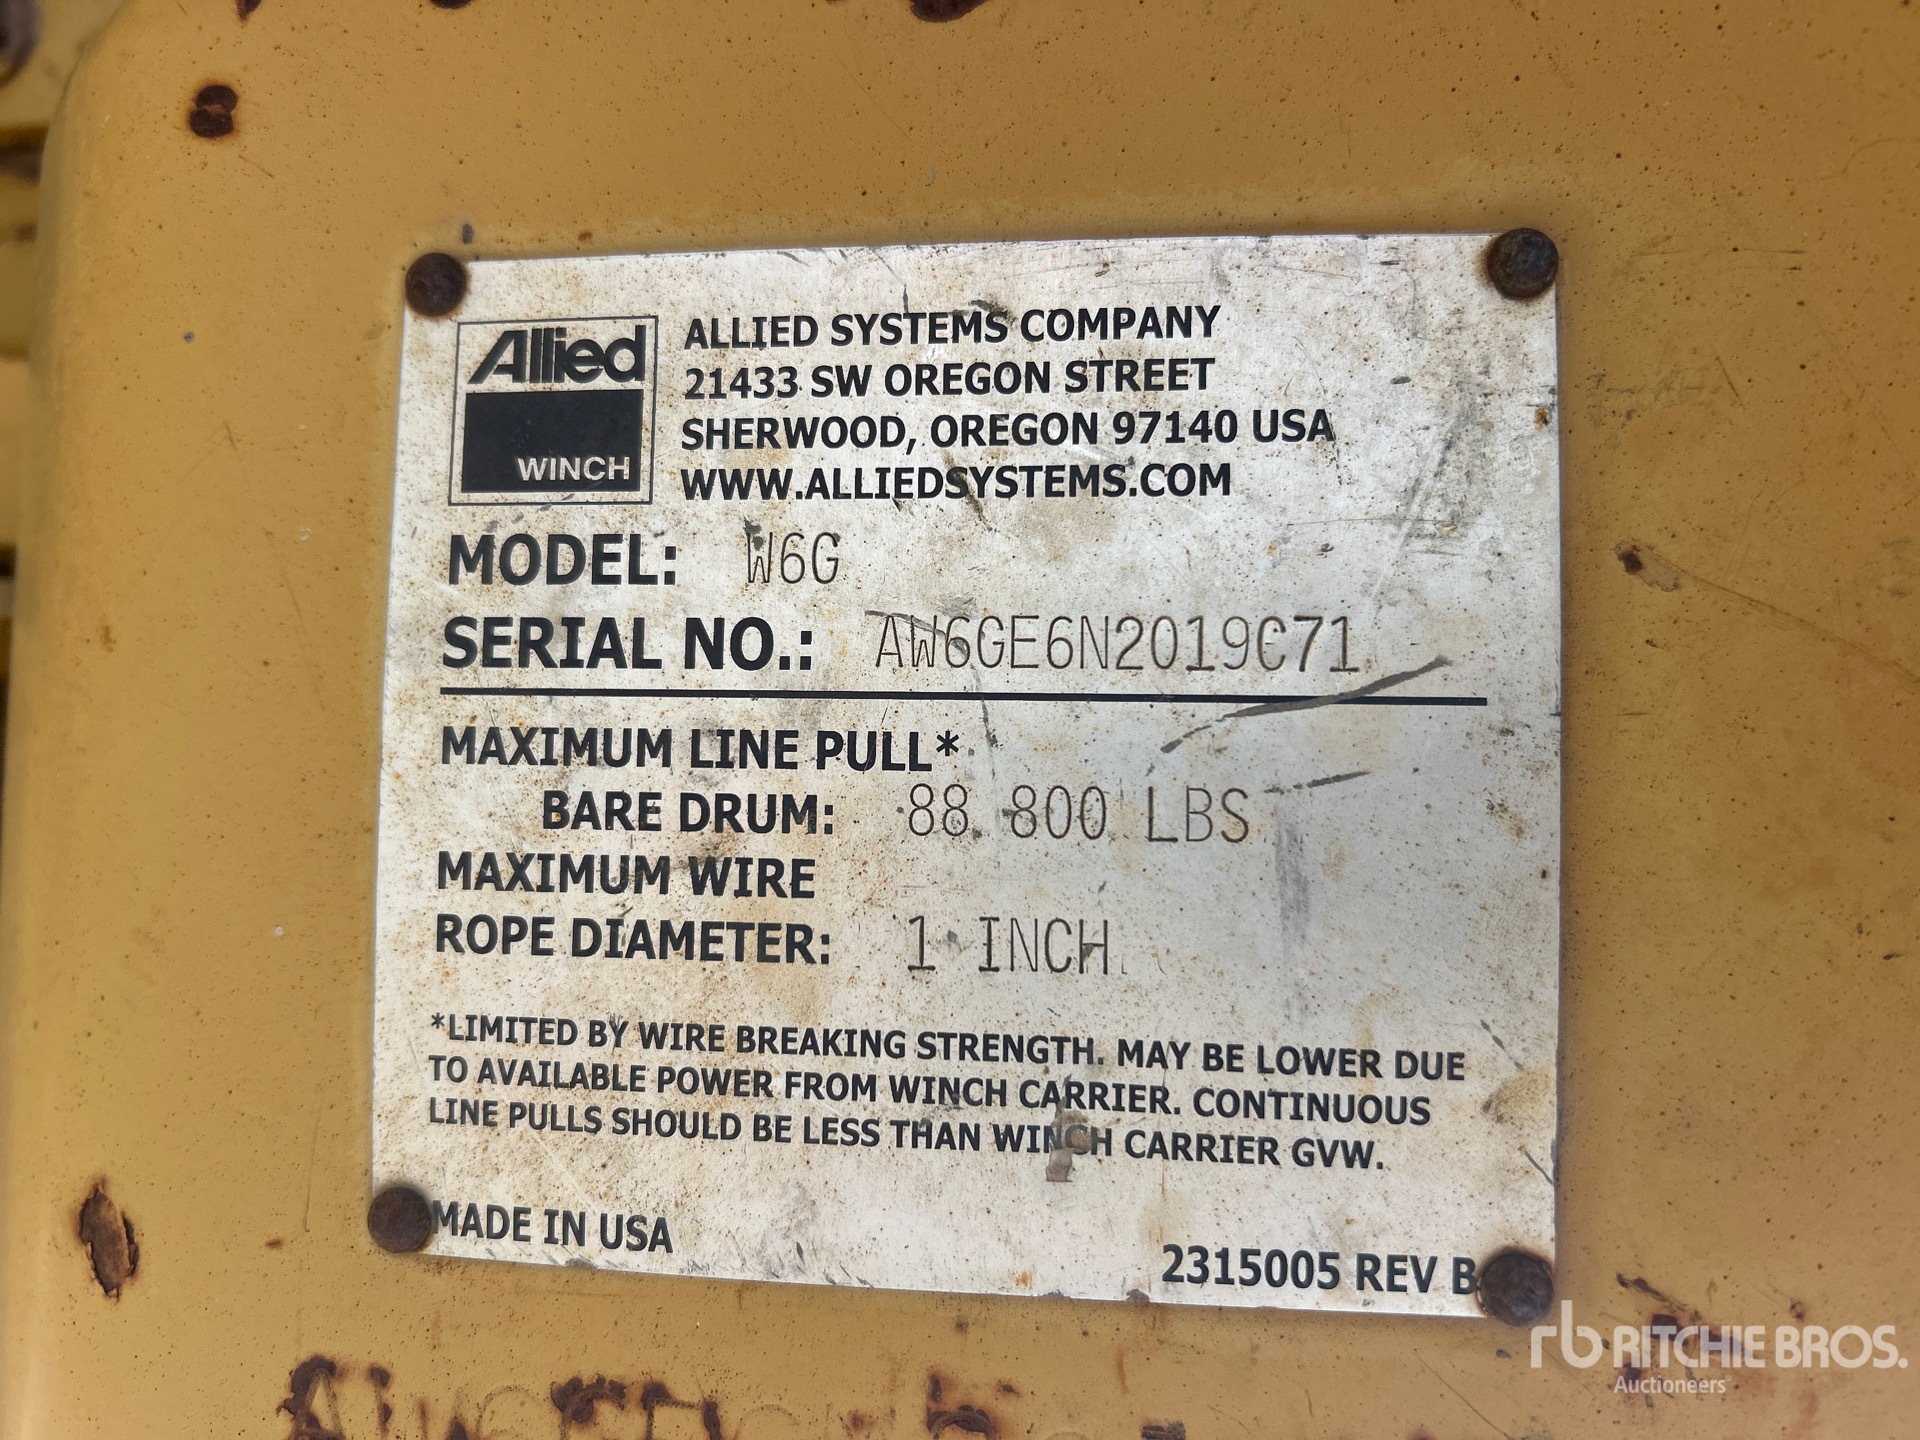 Allied
WINCH
ALLIED SYSTEMS COMPANY
21433 SW OREGON STREET
SHERWOOD, OREGON 97140 USA
WWW.ALLIEDSYSTEMS.COM
MODEL: W6G
SERIAL NO.: AW6GE6N2019C71
MAXIMUM LINE PULL*
BARE DRUM: 88 800 LBS
MAXIMUM WIRE
ROPE DIAMETER: 1 INCH
*LIMITED BY WIRE BREAKING STRENGTH. MAY BE LOWER DUE
TO AVAILABLE POWER FROM WINCH CARRIER. CONTINUOUS
LINE PULLS SHOULD BE LESS THAN WINCH CARRIER GVW.
MADE IN USA
2315005 REV B
rb RITCHIE BROS.
Auctioneers